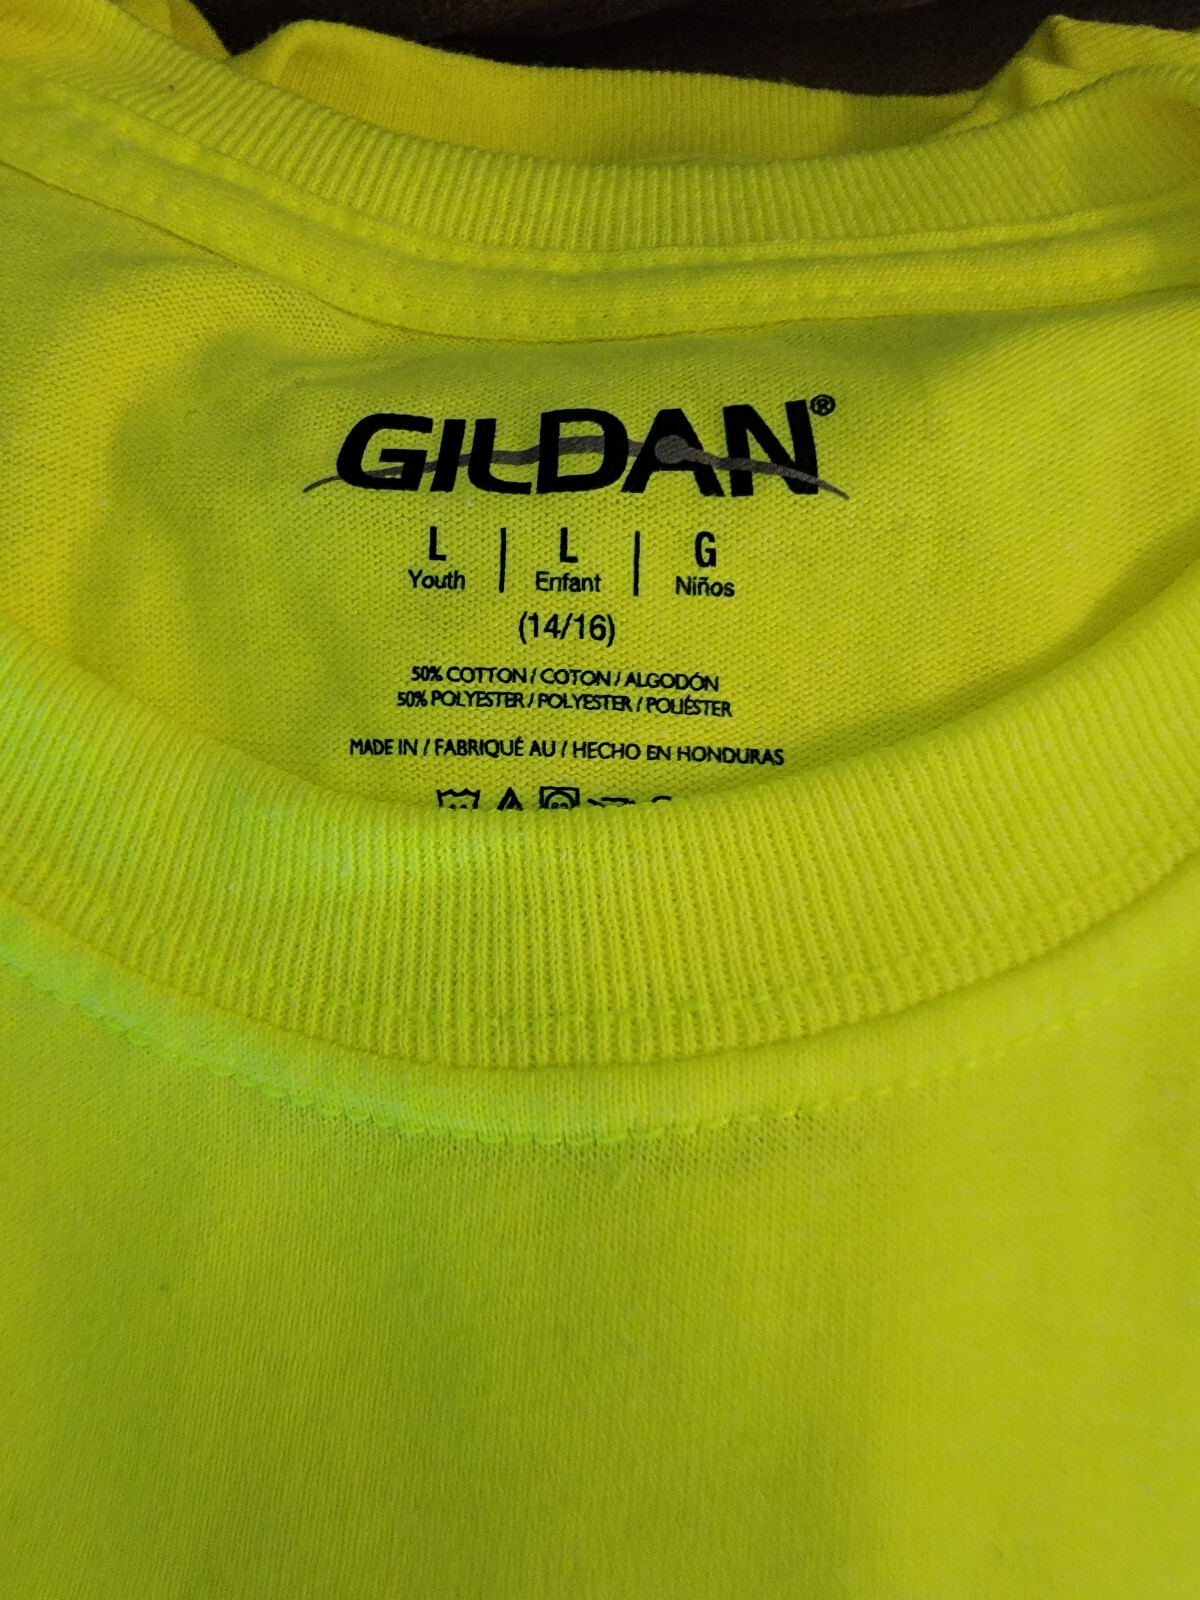 GILDAN®
L | L | G
Youth | Enfant | Niños
(14/16)
50% COTTON / COTON / ALGODÓN
50% POLYESTER / POLYESTER / POLIÉSTER
MADE IN / FABRIQUÉ AU / HECHO EN HONDURAS